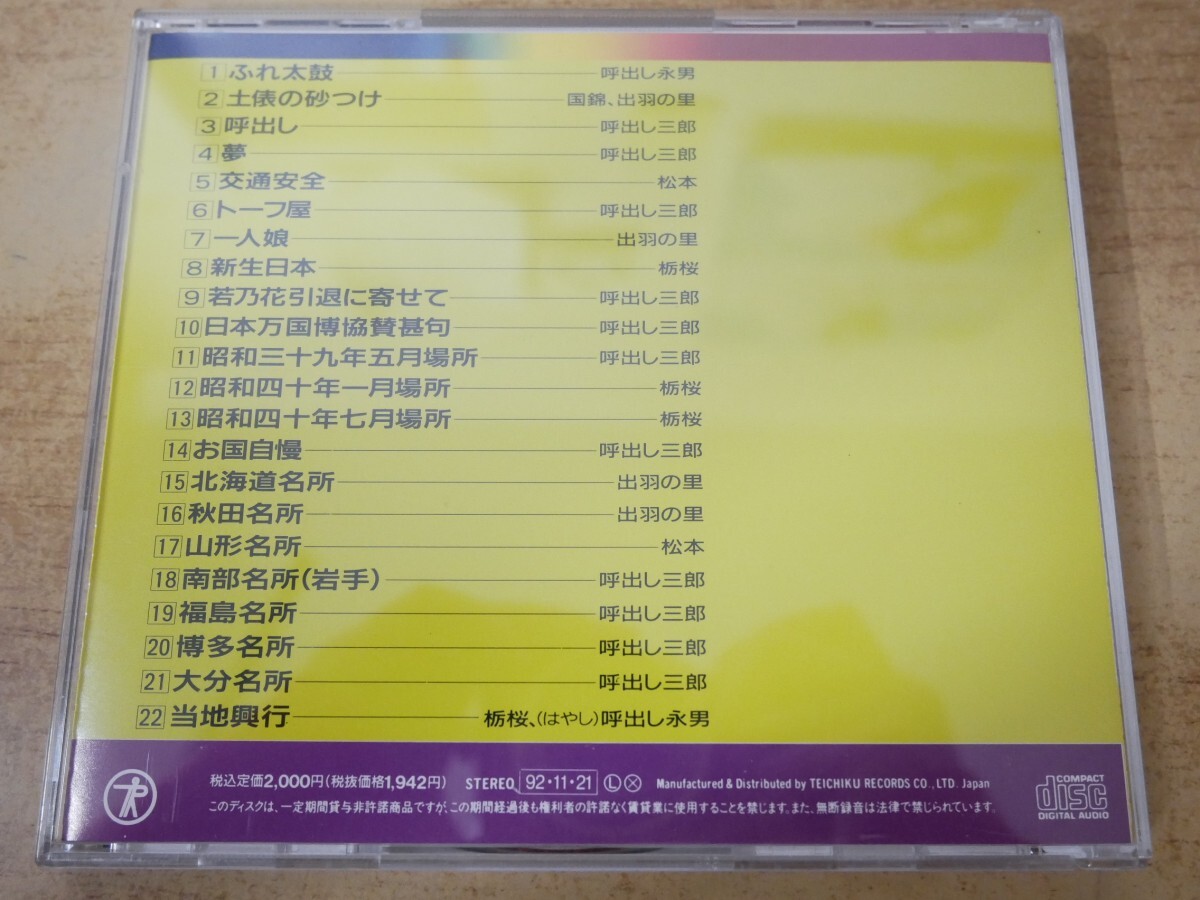 1 ふれ太鼓 呼出し永男
2 土俵の砂つけ 国錦、出羽の里
3 呼出し 呼出し三郎
4 夢 呼出し三郎
5 交通安全 松本
6 トーフ屋 呼出し三郎
7 一人娘 出羽の里
8 新生日本 栃桜
9 若乃花引退に寄せて 呼出し三郎
10 日本万国博協賛甚句 呼出し三郎
11 昭和三十九年五月場所 呼出し三郎
12 昭和四十年一月場所 栃桜
13 昭和四十年七月場所 栃桜
14 お国自慢 呼出し三郎
15 北海道名所 出羽の里
16 秋田名所 出羽の里
17 山形名所 松本
18 南部名所(岩手) 呼出し三郎
19 福島名所 呼出し三郎
20 博多名所 呼出し三郎
21 大分名所 呼出し三郎
22 当地興行 栃桜、(はやし)呼出し永男
税込定価2,000円(税抜価格1,942円) STEREO 92・11・21 Ⓛ Ⓧ Manufactured & Distributed by TEICHIKU RECORDS CO., LTD. Japan
このディスクは、一定期間貸与非許諾商品ですが、この期間経過後も権利者の許諾なく賃貸業に使用することを禁じます。また、無断録音は法律で禁じられています。
COMPACT
disc
DIGITAL AUDIO